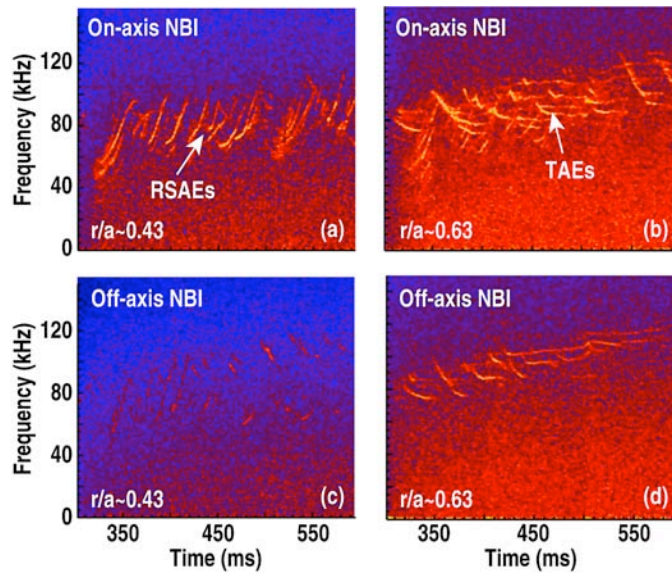 On-axis NBI
On-axis NBI
Frequency (kHz)
120
80
40
0
RSAEs
TAEs
r/a~0.43
(a)
r/a~0.63
(b)
Off-axis NBI
Off-axis NBI
Frequency (kHz)
120
80
40
0
r/a~0.43
(c)
r/a~0.63
(d)
350
450
550
350
450
550
Time (ms)
Time (ms)